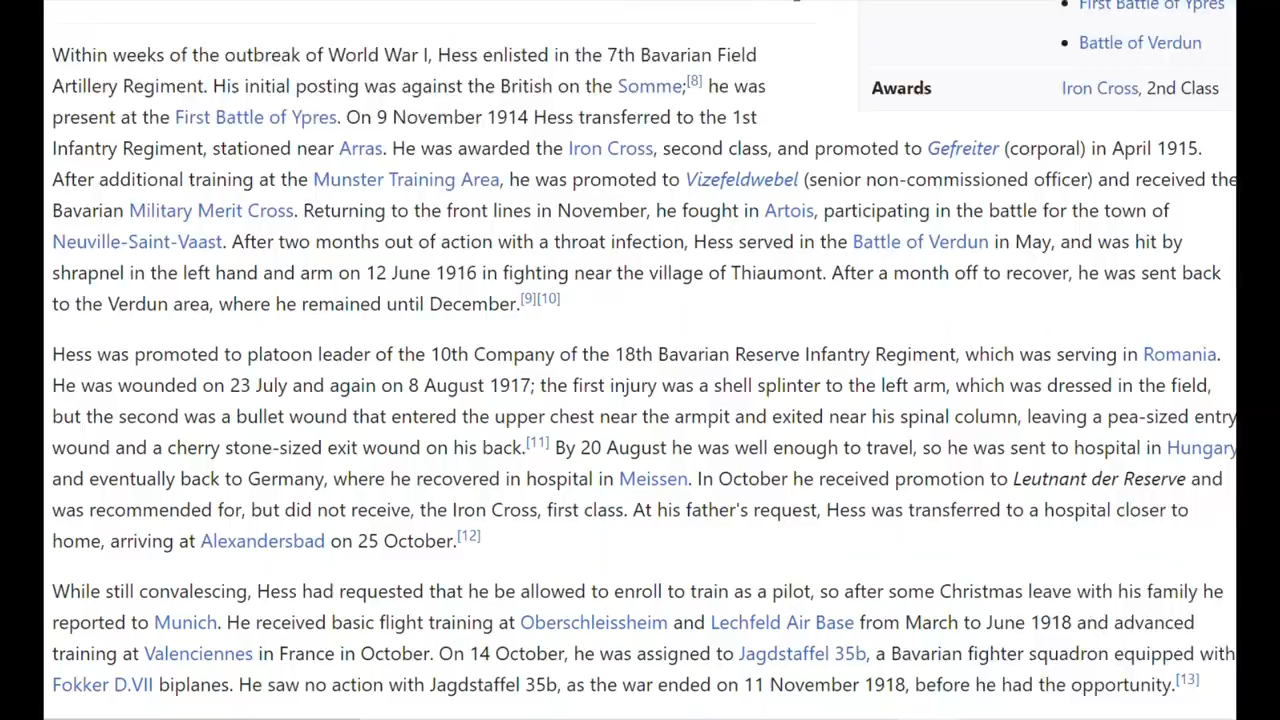 First Battle of Ypres
Battle of Verdun
Awards Iron Cross, 2nd Class
Within weeks of the outbreak of World War I, Hess enlisted in the 7th Bavarian Field
Artillery Regiment. His initial posting was against the British on the Somme;[8] he was
present at the First Battle of Ypres. On 9 November 1914 Hess transferred to the 1st
Infantry Regiment, stationed near Arras. He was awarded the Iron Cross, second class, and promoted to Gefreiter (corporal) in April 1915.
After additional training at the Munster Training Area, he was promoted to Vizefeldwebel (senior non-commissioned officer) and received the
Bavarian Military Merit Cross. Returning to the front lines in November, he fought in Artois, participating in the battle for the town of
Neuville-Saint-Vaast. After two months out of action with a throat infection, Hess served in the Battle of Verdun in May, and was hit by
shrapnel in the left hand and arm on 12 June 1916 in fighting near the village of Thiaumont. After a month off to recover, he was sent back
to the Verdun area, where he remained until December.[9][10]
Hess was promoted to platoon leader of the 10th Company of the 18th Bavarian Reserve Infantry Regiment, which was serving in Romania.
He was wounded on 23 July and again on 8 August 1917; the first injury was a shell splinter to the left arm, which was dressed in the field,
but the second was a bullet wound that entered the upper chest near the armpit and exited near his spinal column, leaving a pea-sized entry
wound and a cherry stone-sized exit wound on his back.[11] By 20 August he was well enough to travel, so he was sent to hospital in Hungary
and eventually back to Germany, where he recovered in hospital in Meissen. In October he received promotion to Leutnant der Reserve and
was recommended for, but did not receive, the Iron Cross, first class. At his father's request, Hess was transferred to a hospital closer to
home, arriving at Alexandersbad on 25 October.[12]
While still convalescing, Hess had requested that he be allowed to enroll to train as a pilot, so after some Christmas leave with his family he
reported to Munich. He received basic flight training at Oberschleissheim and Lechfeld Air Base from March to June 1918 and advanced
training at Valenciennes in France in October. On 14 October, he was assigned to Jagdstaffel 35b, a Bavarian fighter squadron equipped with
Fokker D.VII biplanes. He saw no action with Jagdstaffel 35b, as the war ended on 11 November 1918, before he had the opportunity.[13]